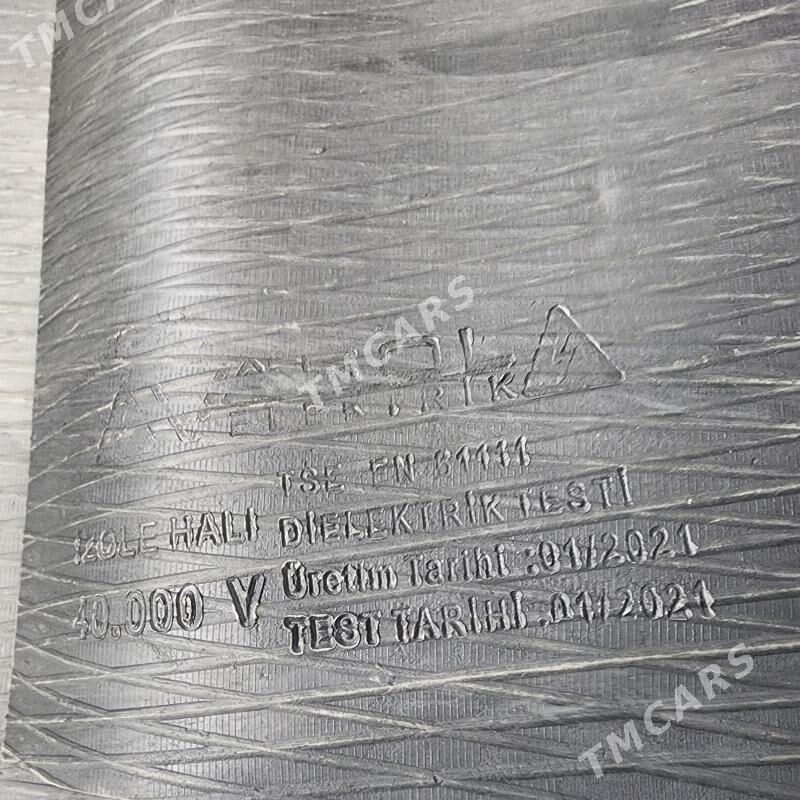 TMCARS
TMCARS
ELEKTRİK
TSE EN 61111
İZOLE HALI DİELEKTRİK TESTİ
40.000 V Üretim Tarihi :01/2021
TEST TARİHİ :01/2021
TMCARS